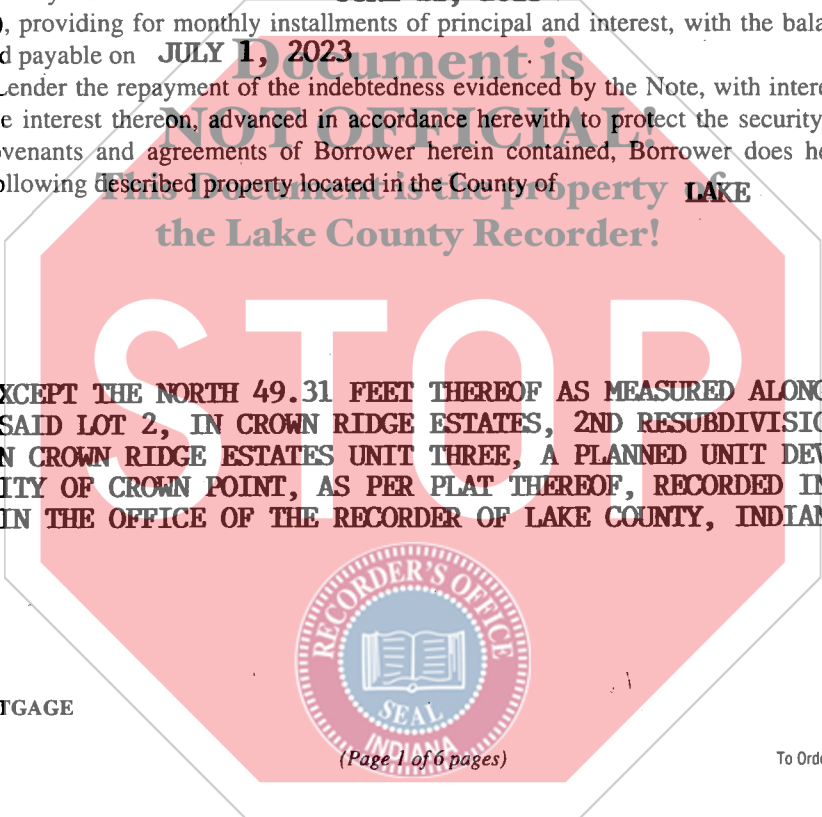 ), providing for monthly installments of principal and interest, with the bala
d payable on JULY 1, 2023
Document is
Lender the repayment of the indebtedness evidenced by the Note, with intere
e interest thereon, advanced in accordance herewith to protect the security
NOT OFFICIAL!
ovenants and agreements of Borrower herein contained, Borrower does he
ollowing described property located in the County of LAKE
This Document is the property of
the Lake County Recorder!
STOP
XCEPT THE NORTH 49.31 FEET THEREOF AS MEASURED ALONG
SAID LOT 2, IN CROWN RIDGE ESTATES, 2ND RESUBDIVISIO
N CROWN RIDGE ESTATES UNIT THREE, A PLANNED UNIT DEV
ITY OF CROWN POINT, AS PER PLAT THEREOF, RECORDED IN
IN THE OFFICE OF THE RECORDER OF LAKE COUNTY, INDIAN
RECORDER'S OFFICE
SEAL
INDIANA
TGAGE
(Page 1 of 6 pages)
To Orde